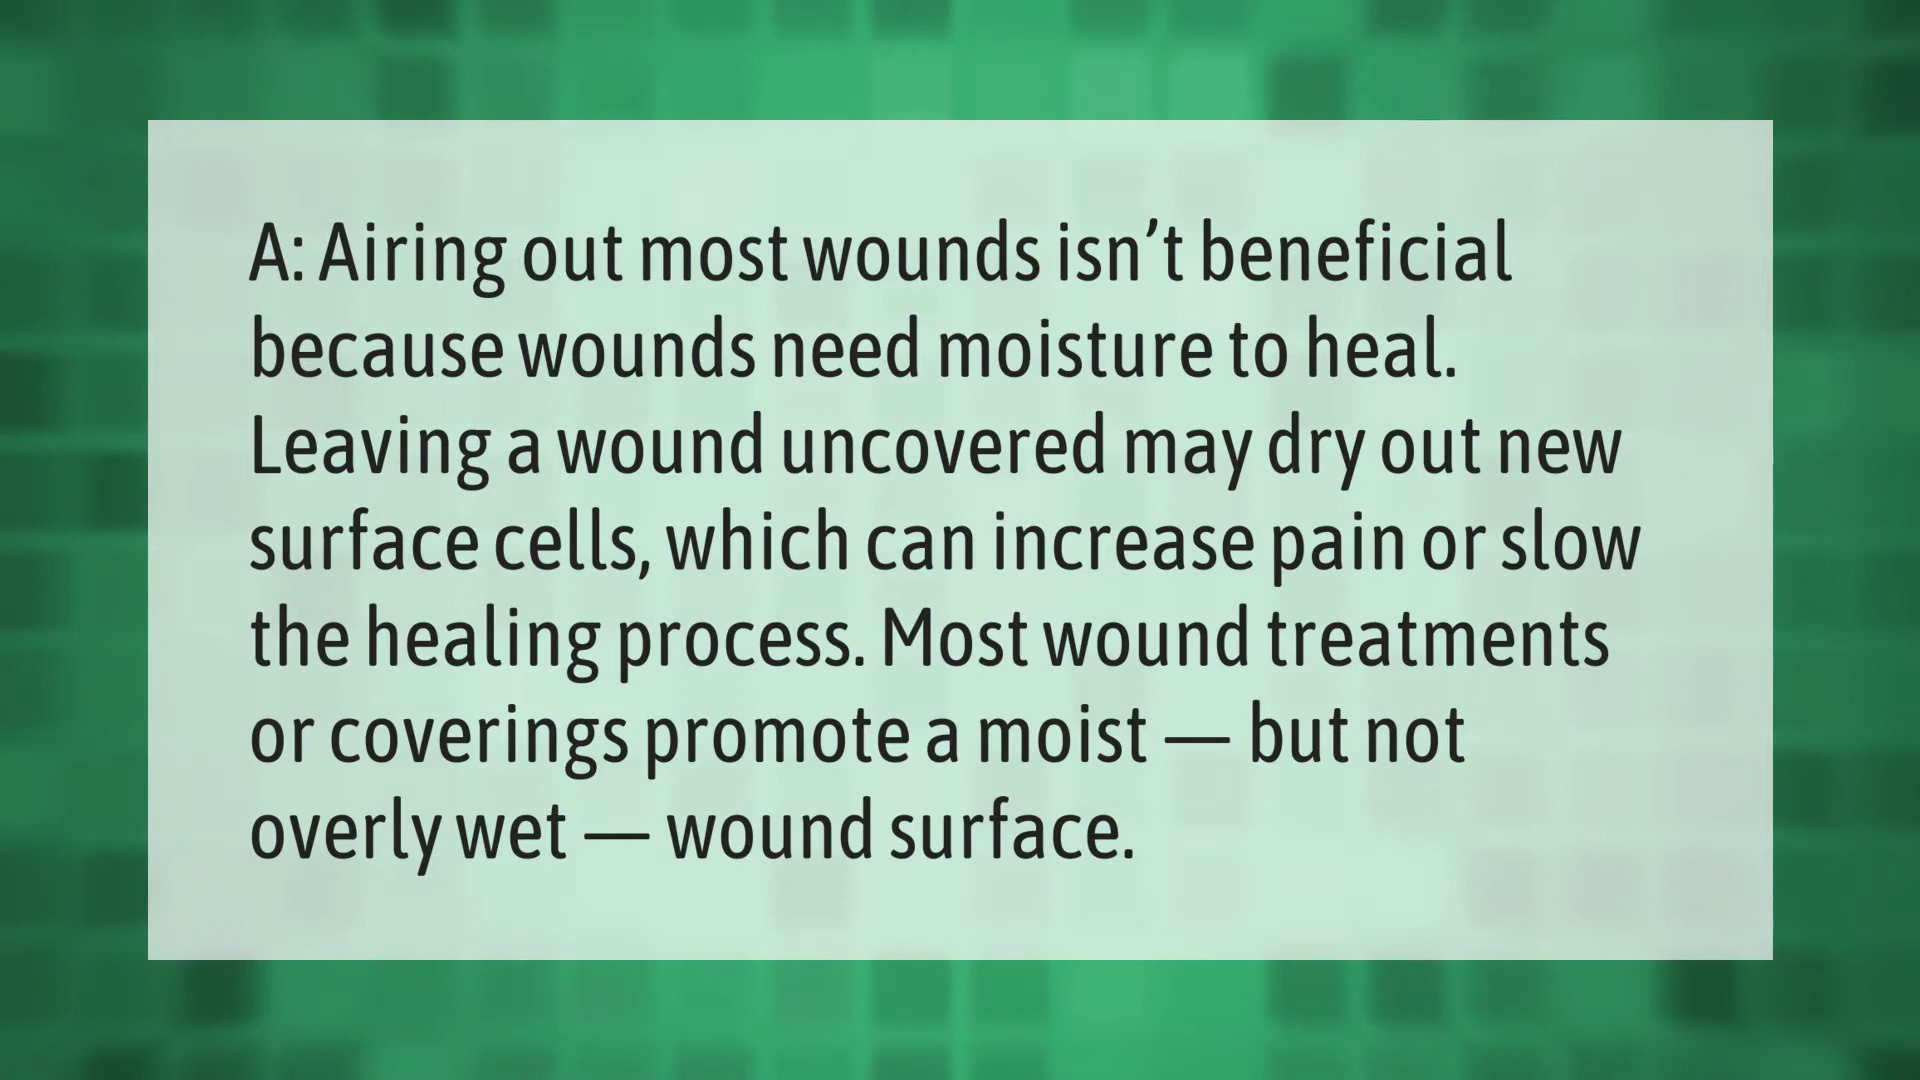 A: Airing out most wounds isn’t beneficial
because wounds need moisture to heal.
Leaving a wound uncovered may dry out new
surface cells, which can increase pain or slow
the healing process. Most wound treatments
or coverings promote a moist — but not
overly wet — wound surface.